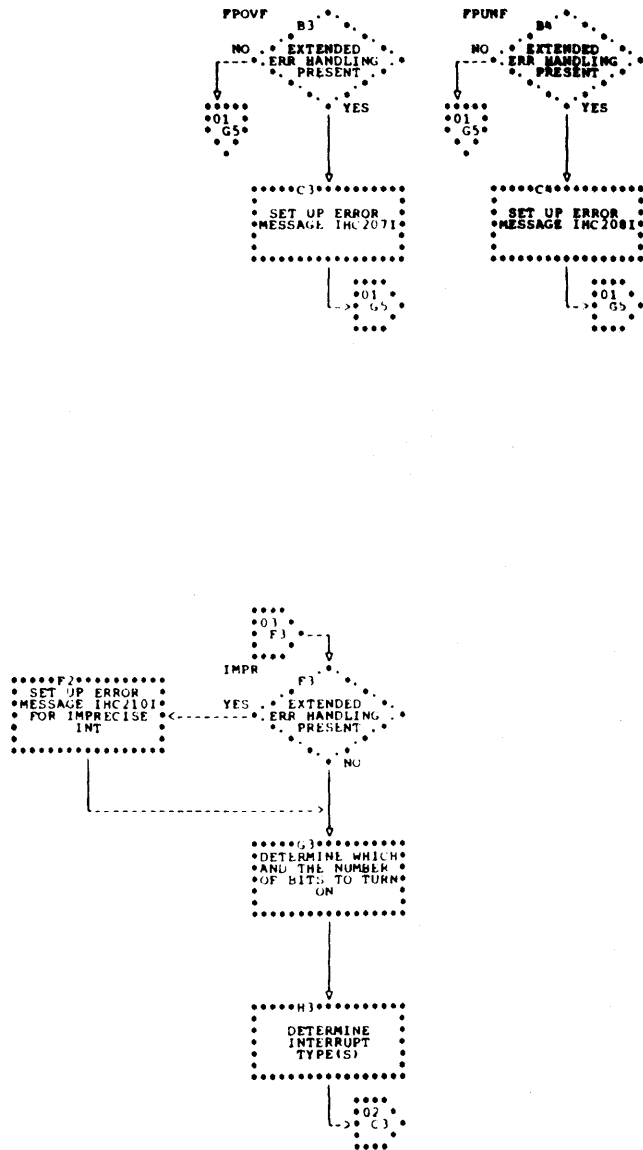 FPOVF
B3
NO
EXTENDED
ERR HANDLING
PRESENT
YES
01
G5
C3
SET UP ERROR
MESSAGE IHC207I
01
G5
FPUNF
B4
NO
EXTENDED
ERR HANDLING
PRESENT
YES
01
G5
C4
SET UP ERROR
MESSAGE IHC208I
01
G5
03
F3
IMPR
F3
EXTENDED
ERR HANDLING
PRESENT
YES
NO
F2
SET UP ERROR
MESSAGE IHC210I
FOR IMPRECISE
INT
G3
DETERMINE WHICH
AND THE NUMBER
OF BITS TO TURN
ON
H3
DETERMINE
INTERRUPT
TYPE(S)
02
C3